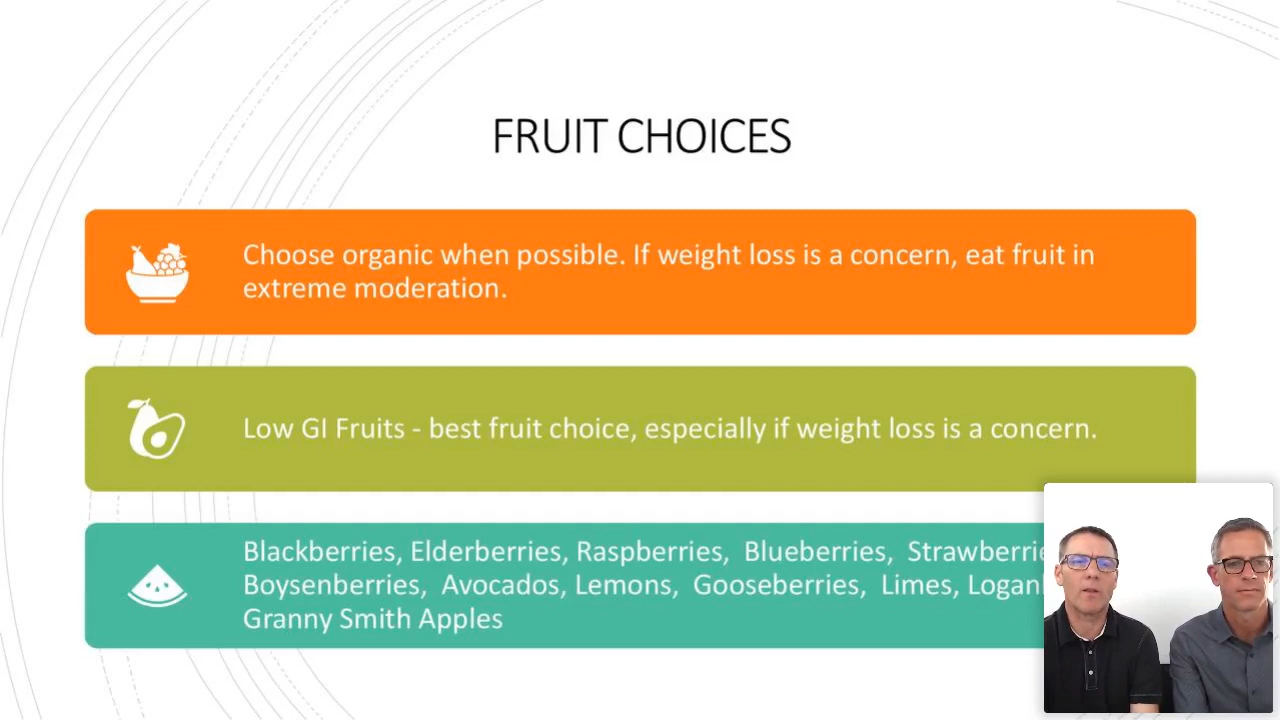 FRUIT CHOICES
Choose organic when possible. If weight loss is a concern, eat fruit in
extreme moderation.
Low GI Fruits - best fruit choice, especially if weight loss is a concern.
Blackberries, Elderberries, Raspberries, Blueberries,
Boysenberries, Avocados, Lemons, Gooseberries, Limes,
Granny Smith Apples